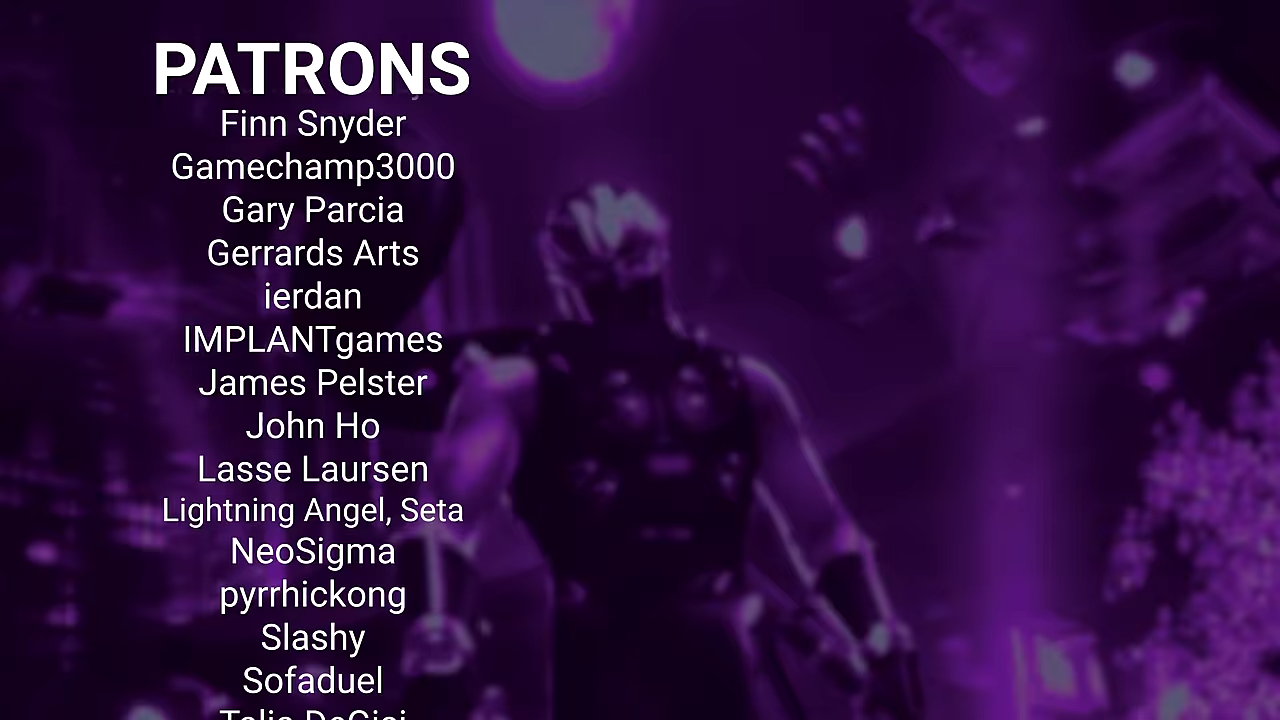 PATRONS
Finn Snyder
Gamechamp3000
Gary Parcia
Gerrards Arts
ierdan
IMPLANTgames
James Pelster
John Ho
Lasse Laursen
Lightning Angel, Seta
NeoSigma
pyrrhickong
Slashy
Sofaduel